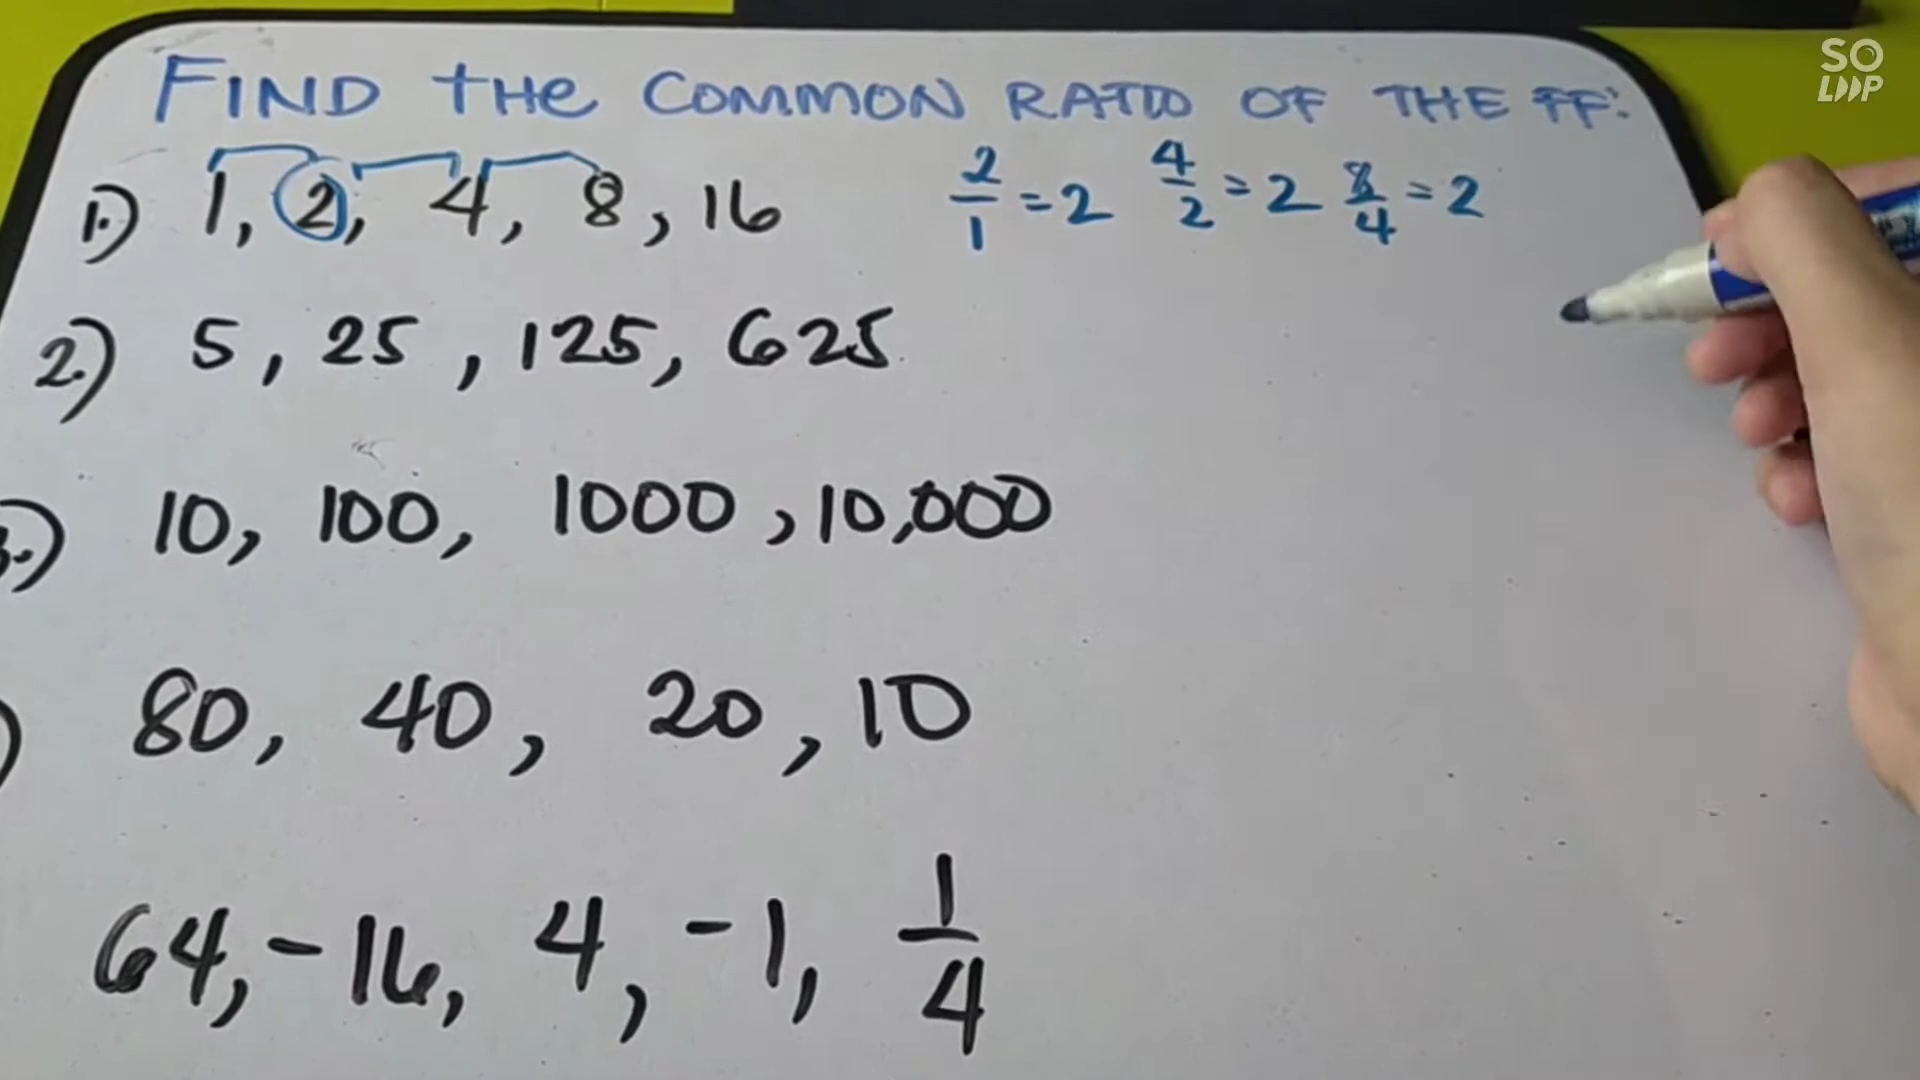 SO
LOOP
FIND THE COMMON RATIO OF THE FF:
1.) 1, 2, 4, 8, 16 2/1 = 2 4/2 = 2 8/4 = 2
2.) 5, 25, 125, 625
3.) 10, 100, 1000, 10,000
) 80, 40, 20, 10
64, -16, 4, -1, 1/4